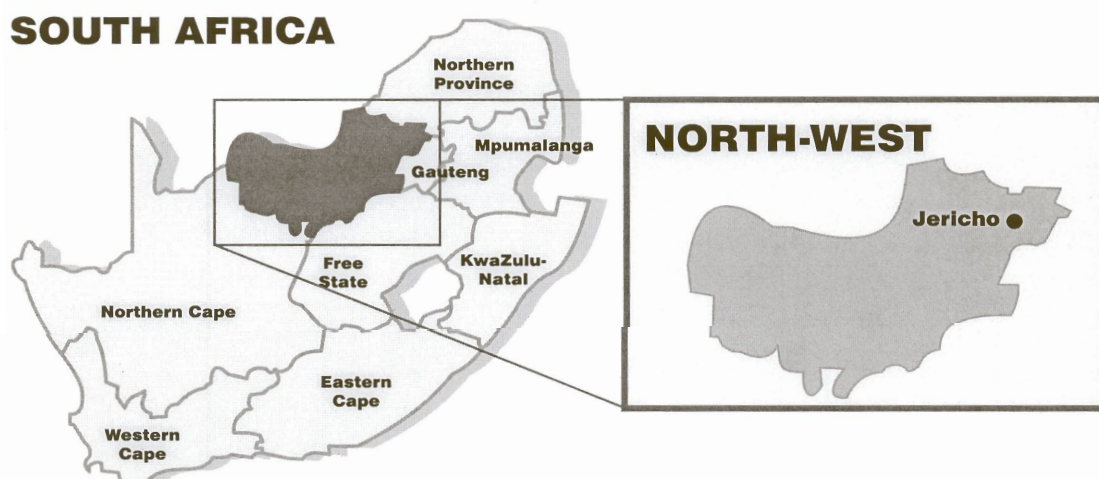 SOUTH AFRICA
Northern
Province
Mpumalanga
Gauteng
Free
State
KwaZulu-
Natal
Northern Cape
Eastern
Cape
Western
Cape
NORTH-WEST
Jericho